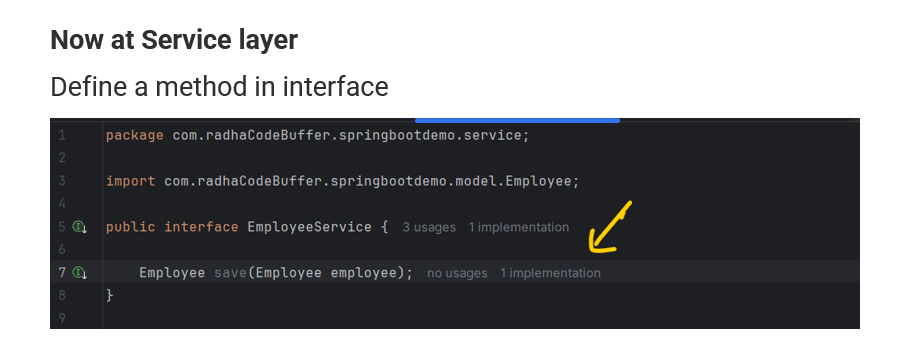 Now at Service layer
Define a method in interface
1 package com.radhaCodeBuffer.springbootdemo.service;
2
3 import com.radhaCodeBuffer.springbootdemo.model.Employee;
4
5 public interface EmployeeService { 3 usages 1 implementation
6
7 Employee save(Employee employee); no usages 1 implementation
8 }
9